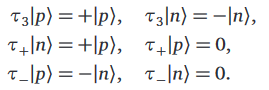 τ₃|p⟩ = +|p⟩, τ₃|n⟩ = −|n⟩,
τ₊|n⟩ = +|p⟩, τ₊|p⟩ = 0,
τ₋|p⟩ = −|n⟩, τ₋|n⟩ = 0.